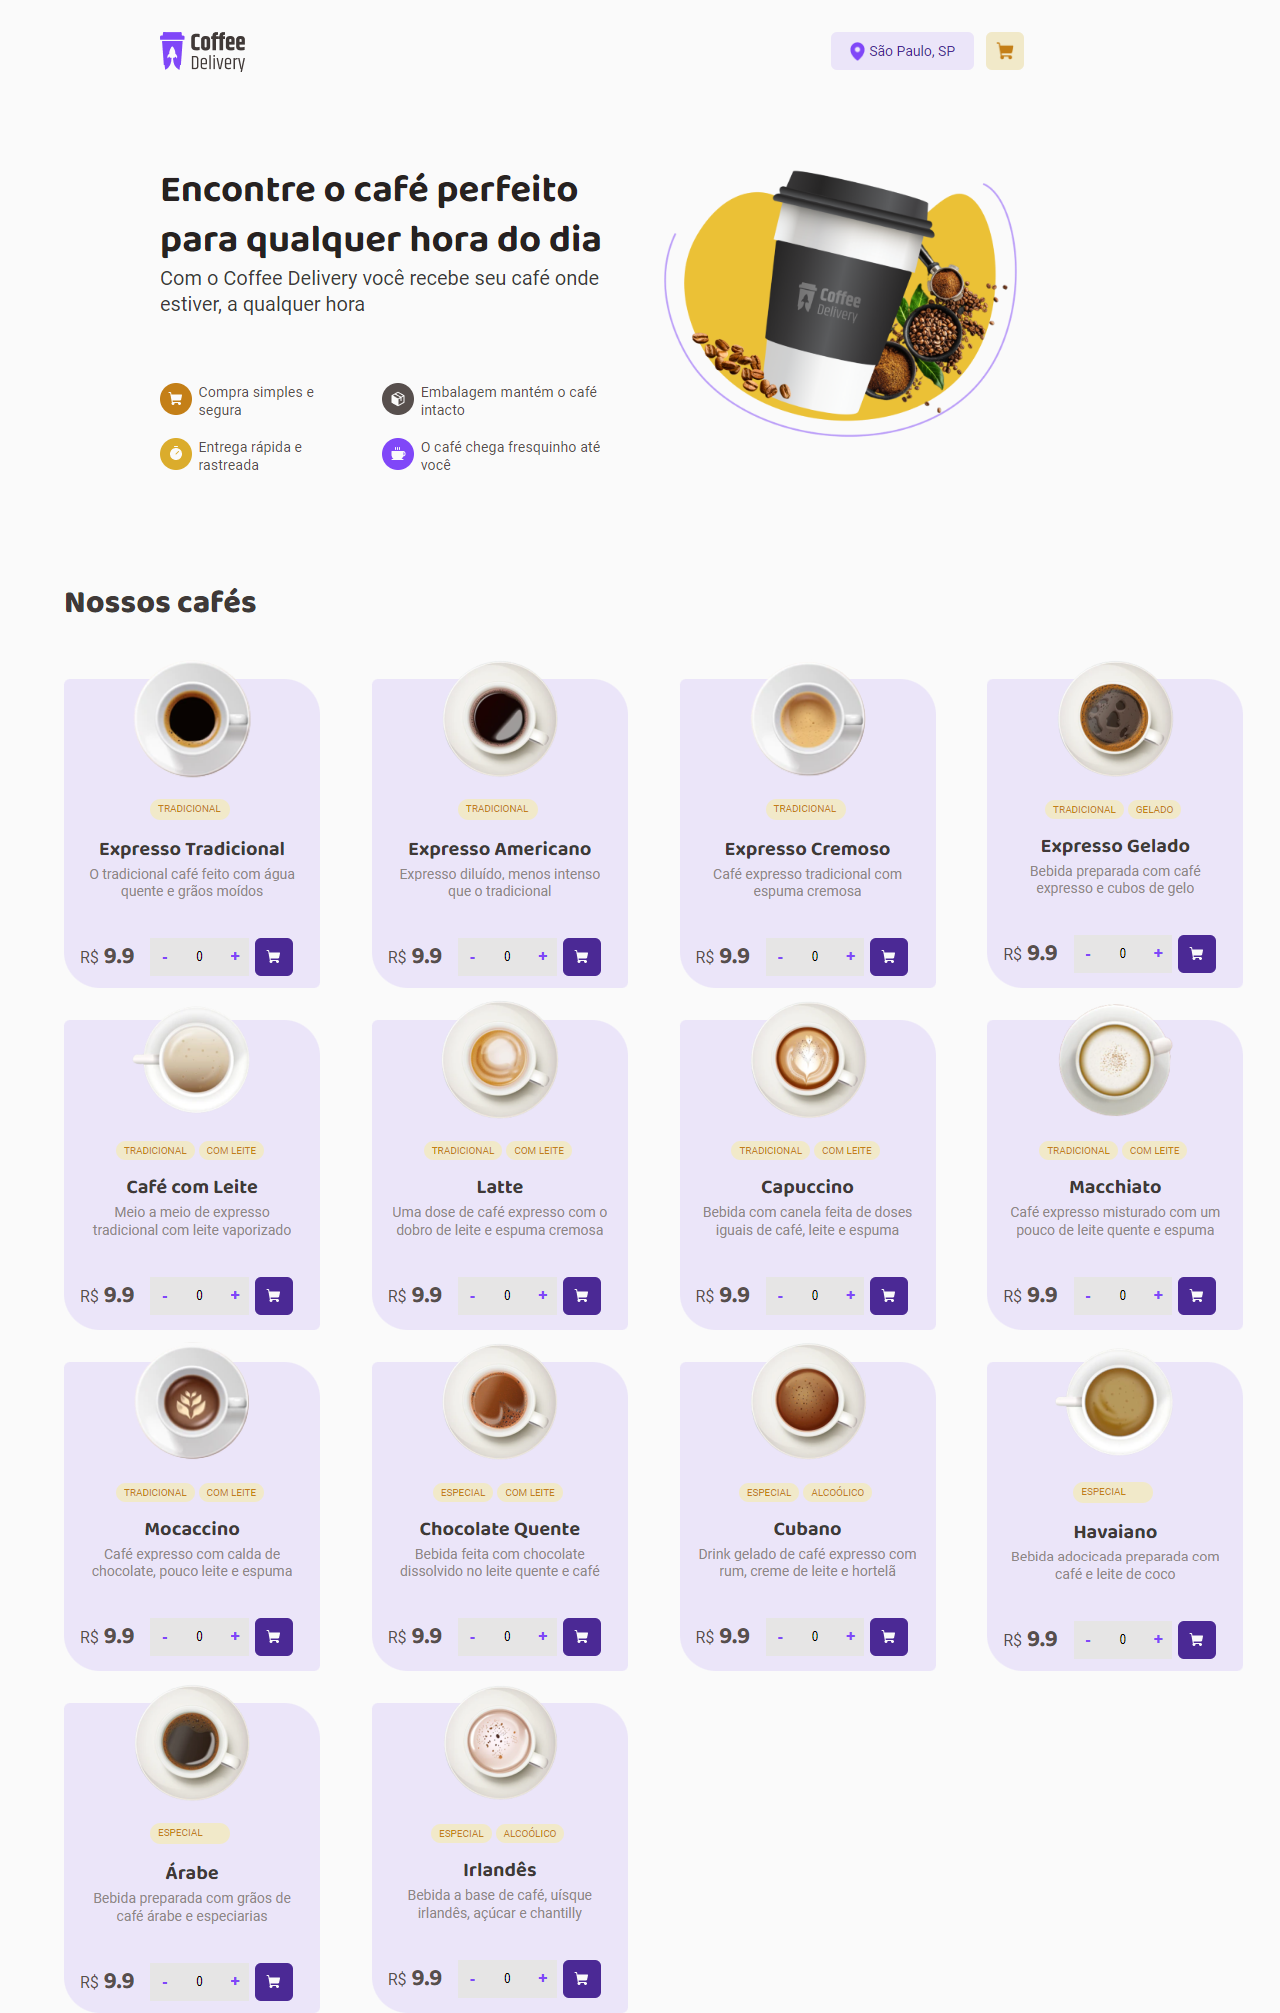 Coffee
Delivery
São Paulo, SP
Encontre o café perfeito
para qualquer hora do dia
Com o Coffee Delivery você recebe seu café onde
estiver, a qualquer hora
Coffee
Delivery
Compra simples e
segura
Embalagem mantém o café
intacto
Entrega rápida e
rastreada
O café chega fresquinho até
você
Nossos cafés
TRADICIONAL
Expresso Tradicional
O tradicional café feito com água
quente e grãos moídos
R$ 9.9 - 0 +
TRADICIONAL
Expresso Americano
Expresso diluído, menos intenso
que o tradicional
R$ 9.9 - 0 +
TRADICIONAL
Expresso Cremoso
Café expresso tradicional com
espuma cremosa
R$ 9.9 - 0 +
TRADICIONAL GELADO
Expresso Gelado
Bebida preparada com café
expresso e cubos de gelo
R$ 9.9 - 0 +
TRADICIONAL COM LEITE
Café com Leite
Meio a meio de expresso
tradicional com leite vaporizado
R$ 9.9 - 0 +
TRADICIONAL COM LEITE
Latte
Uma dose de café expresso com o
dobro de leite e espuma cremosa
R$ 9.9 - 0 +
TRADICIONAL COM LEITE
Capuccino
Bebida com canela feita de doses
iguais de café, leite e espuma
R$ 9.9 - 0 +
TRADICIONAL COM LEITE
Macchiato
Café expresso misturado com um
pouco de leite quente e espuma
R$ 9.9 - 0 +
TRADICIONAL COM LEITE
Mocaccino
Café expresso com calda de
chocolate, pouco leite e espuma
R$ 9.9 - 0 +
ESPECIAL COM LEITE
Chocolate Quente
Bebida feita com chocolate
dissolvido no leite quente e café
R$ 9.9 - 0 +
ESPECIAL ALCOÓLICO
Cubano
Drink gelado de café expresso com
rum, creme de leite e hortelã
R$ 9.9 - 0 +
ESPECIAL
Havaiano
Bebida adocicada preparada com
café e leite de coco
R$ 9.9 - 0 +
ESPECIAL
Árabe
Bebida preparada com grãos de
café árabe e especiarias
R$ 9.9 - 0 +
ESPECIAL ALCOÓLICO
Irlandês
Bebida a base de café, uísque
irlandês, açúcar e chantilly
R$ 9.9 - 0 +